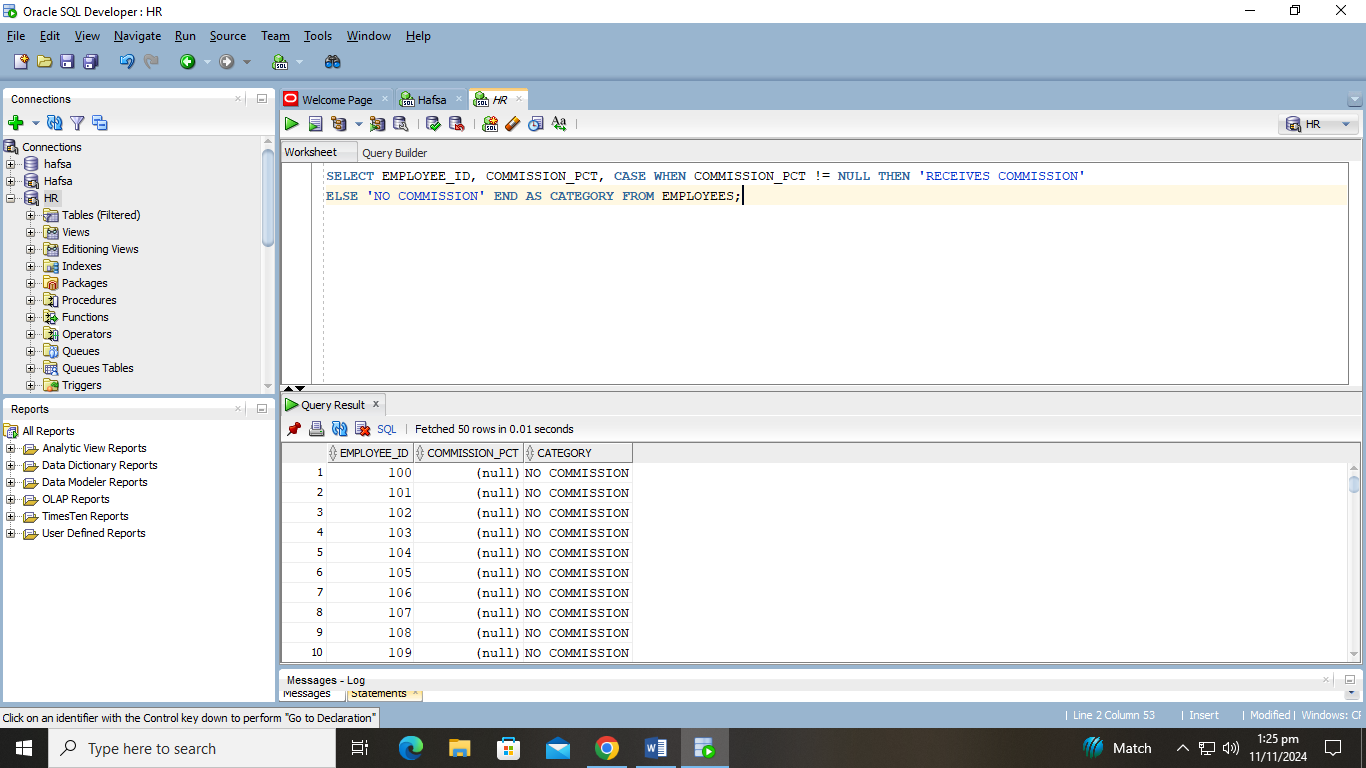 Oracle SQL Developer : HR
File Edit View Navigate Run Source Team Tools Window Help
Connections
Connections
hafsa
Hafsa
HR
Tables (Filtered)
Views
Editioning Views
Indexes
Packages
Procedures
Functions
Operators
Queues
Queues Tables
Triggers
Reports
All Reports
Analytic View Reports
Data Dictionary Reports
Data Modeler Reports
OLAP Reports
TimesTen Reports
User Defined Reports
Welcome Page Hafsa HR
HR
Worksheet Query Builder
SELECT EMPLOYEE_ID, COMMISSION_PCT, CASE WHEN COMMISSION_PCT != NULL THEN 'RECEIVES COMMISSION'
ELSE 'NO COMMISSION' END AS CATEGORY FROM EMPLOYEES;
Query Result
SQL | Fetched 50 rows in 0.01 seconds
EMPLOYEE_ID COMMISSION_PCT CATEGORY
1 100 (null) NO COMMISSION
2 101 (null) NO COMMISSION
3 102 (null) NO COMMISSION
4 103 (null) NO COMMISSION
5 104 (null) NO COMMISSION
6 105 (null) NO COMMISSION
7 106 (null) NO COMMISSION
8 107 (null) NO COMMISSION
9 108 (null) NO COMMISSION
10 109 (null) NO COMMISSION
Messages - Log
Messages Statements
Click on an identifier with the Control key down to perform "Go to Declaration"
| Line 2 Column 53 | Insert | Modified | Windows: CF
Type here to search
Match
1:25 pm
11/11/2024